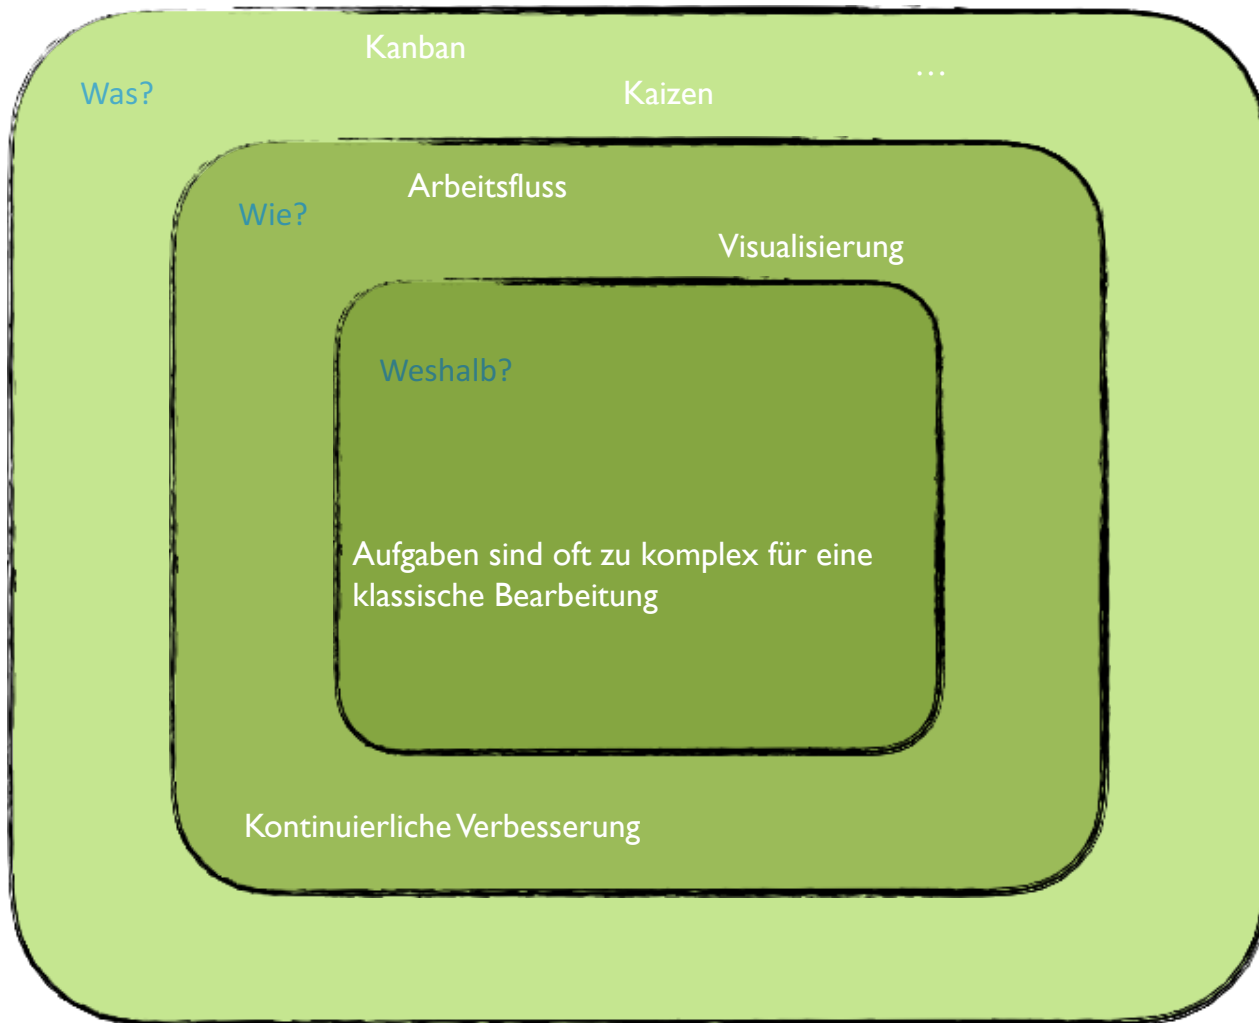 Kanban
…
Was?
Kaizen
Arbeitsfluss
Wie?
Visualisierung
Weshalb?
Aufgaben sind oft zu komplex für eine
klassische Bearbeitung
Kontinuierliche Verbesserung